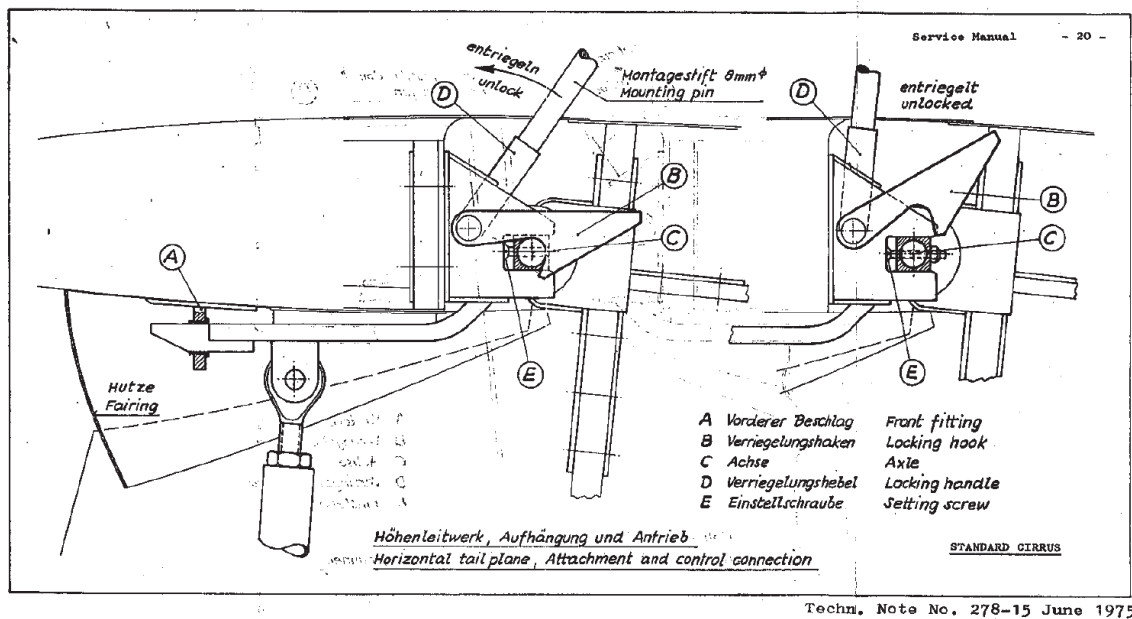 Service Manual - 20 -
entriegeln
unlock
Montagestift 8mm⌀
Mounting pin
D
B
C
A
E
Hutze
Fairing
entriegelt
unlocked
D
B
C
E
A Vorderer Beschlag Front fitting
B Verriegelungshaken Locking hook
C Achse Axle
D Verriegelungshebel Locking handle
E Einstellschraube Setting screw
Höhenleitwerk, Aufhängung und Antrieb
Horizontal tail plane, Attachment and control connection
STANDARD CIRRUS
Techn. Note No. 278-15 June 1975